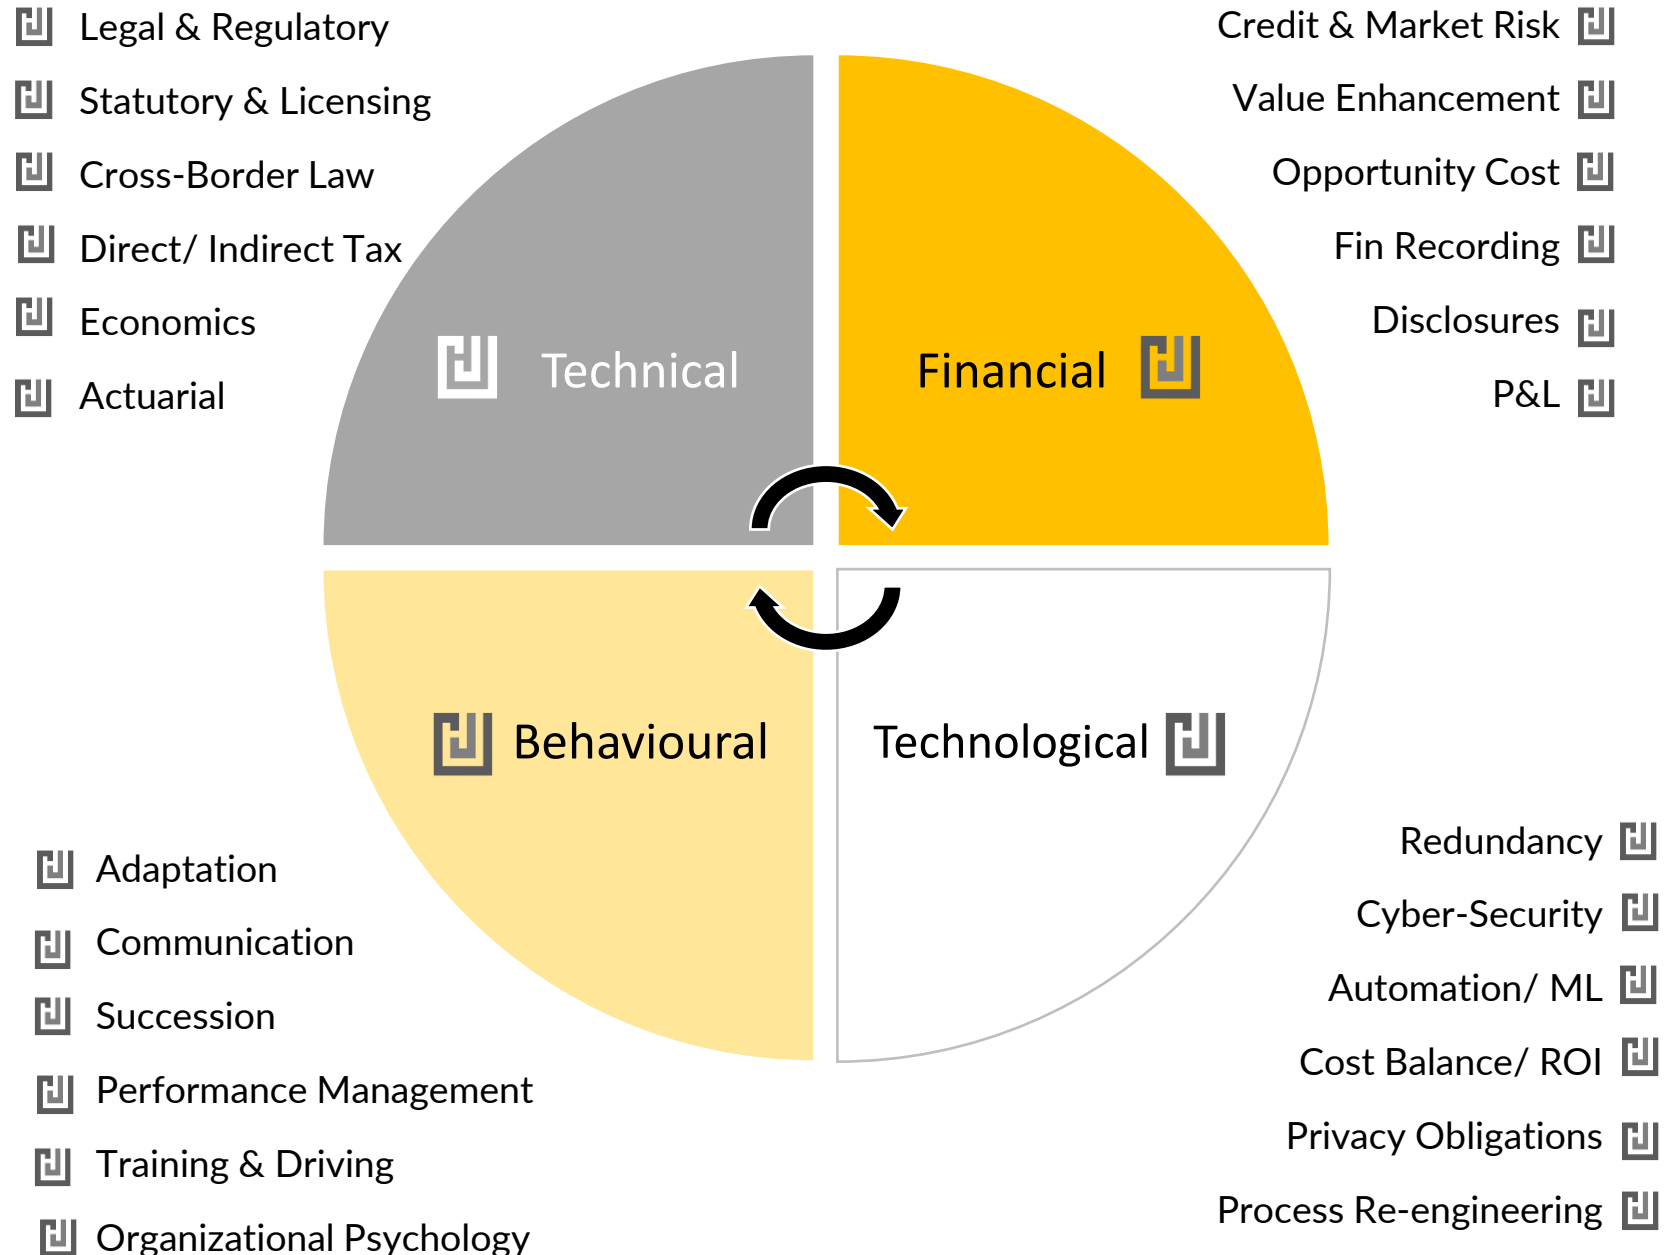 Legal & Regulatory
Statutory & Licensing
Cross-Border Law
Direct/ Indirect Tax
Economics
Actuarial
Credit & Market Risk
Value Enhancement
Opportunity Cost
Fin Recording
Disclosures
P&L
Technical
Financial
Behavioural
Technological
Adaptation
Communication
Succession
Performance Management
Training & Driving
Organizational Psychology
Redundancy
Cyber-Security
Automation/ ML
Cost Balance/ ROI
Privacy Obligations
Process Re-engineering